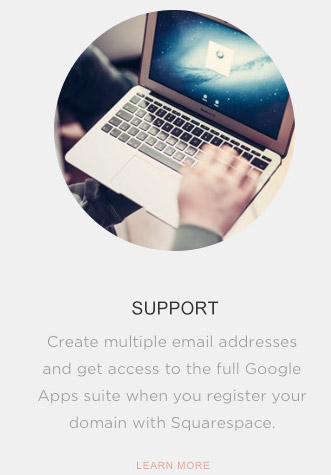 SUPPORT
Create multiple email addresses
and get access to the full Google
Apps suite when you register your
domain with Squarespace.
LEARN MORE